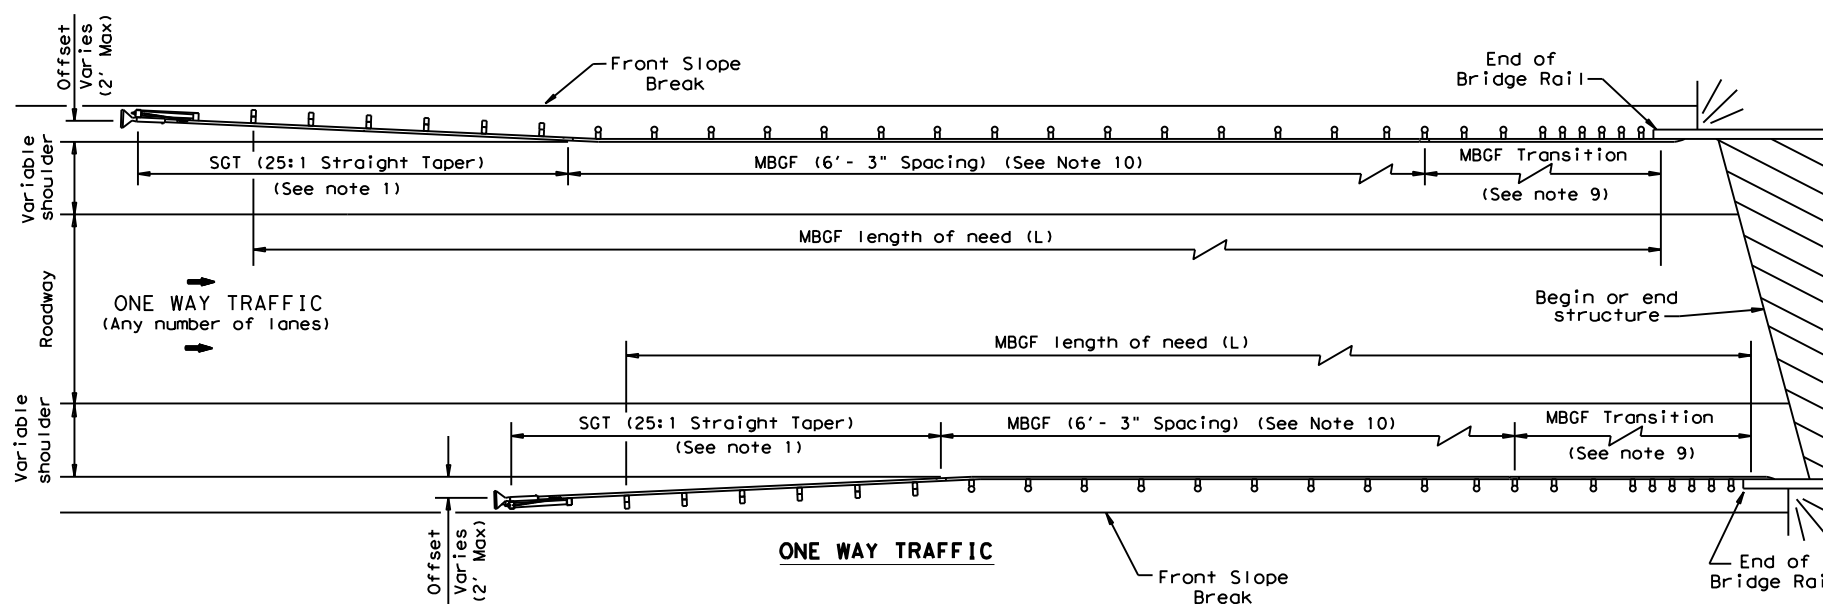 Offset
Varies
(2' Max)
Front Slope
Break
End of
Bridge Rail
Variable
shoulder
SGT (25:1 Straight Taper)
(See note 1)
MBGF (6'- 3" Spacing) (See Note 10)
MBGF Transition
(See note 9)
MBGF length of need (L)
Roadway
ONE WAY TRAFFIC
(Any number of lanes)
Begin or end
structure
MBGF length of need (L)
Variable
shoulder
SGT (25:1 Straight Taper)
(See note 1)
MBGF (6'- 3" Spacing) (See Note 10)
MBGF Transition
(See note 9)
Offset
Varies
(2' Max)
ONE WAY TRAFFIC
Front Slope
Break
End of
Bridge Rai